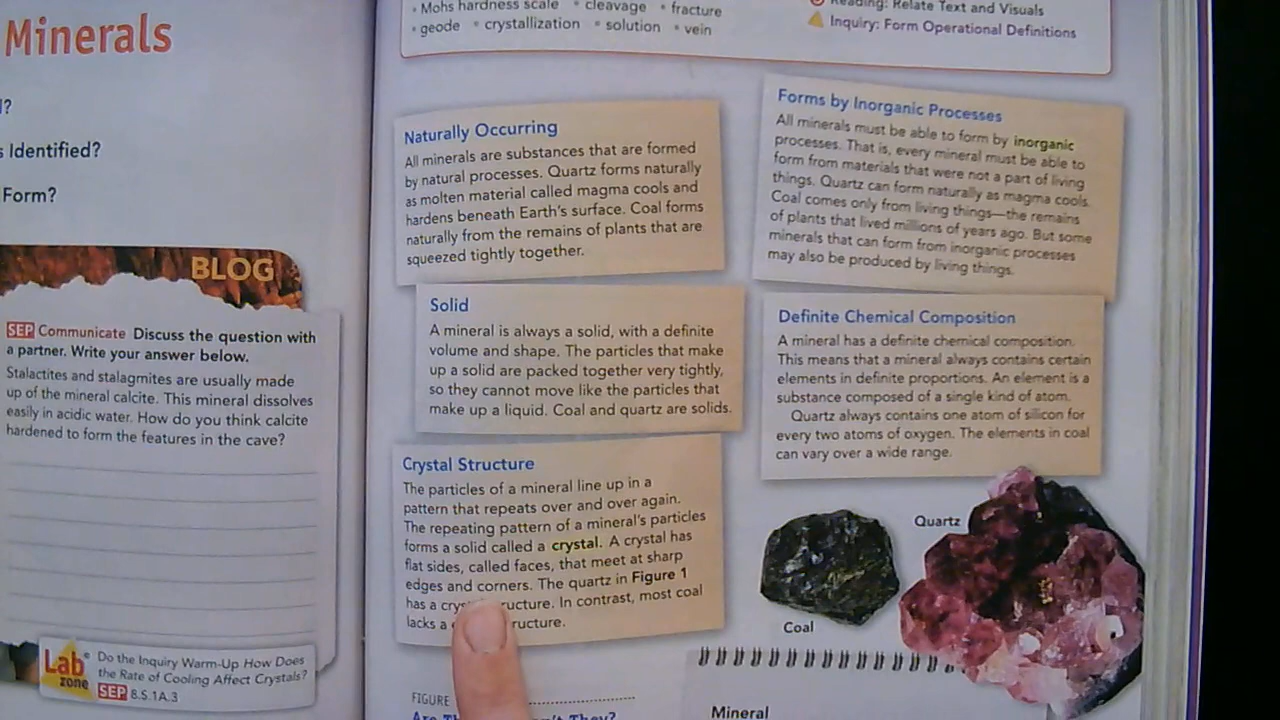 Minerals
?
s Identified?
Form?
BLOG
SEP Communicate Discuss the question with
a partner. Write your answer below.
Stalactites and stalagmites are usually made
up of the mineral calcite. This mineral dissolves
easily in acidic water. How do you think calcite
hardened to form the features in the cave?
Lab
zone
Do the Inquiry Warm-Up How Does
the Rate of Cooling Affect Crystals?
SEP 8.S.1A.3
• Mohs hardness scale • cleavage • fracture
• geode • crystallization • solution • vein
Reading: Relate Text and Visuals
Inquiry: Form Operational Definitions
Naturally Occurring
All minerals are substances that are formed
by natural processes. Quartz forms naturally
as molten material called magma cools and
hardens beneath Earth's surface. Coal forms
naturally from the remains of plants that are
squeezed tightly together.
Solid
A mineral is always a solid, with a definite
volume and shape. The particles that make
up a solid are packed together very tightly,
so they cannot move like the particles that
make up a liquid. Coal and quartz are solids.
Crystal Structure
The particles of a mineral line up in a
pattern that repeats over and over again.
The repeating pattern of a mineral's particles
forms a solid called a crystal. A crystal has
flat sides, called faces, that meet at sharp
edges and corners. The quartz in Figure 1
has a ructure. In contrast, most coal
lacks a ructure.
Forms by Inorganic Processes
All minerals must be able to form by inorganic
processes. That is, every mineral must be able to
form from materials that were not a part of living
things. Quartz can form naturally as magma cools.
Coal comes only from living things—the remains
of plants that lived millions of years ago. But some
minerals that can form from inorganic processes
may also be produced by living things.
Definite Chemical Composition
A mineral has a definite chemical composition.
This means that a mineral always contains certain
elements in definite proportions. An element is a
substance composed of a single kind of atom.
Quartz always contains one atom of silicon for
every two atoms of oxygen. The elements in coal
can vary over a wide range.
Quartz
Coal
FIGURE
They?
Mineral